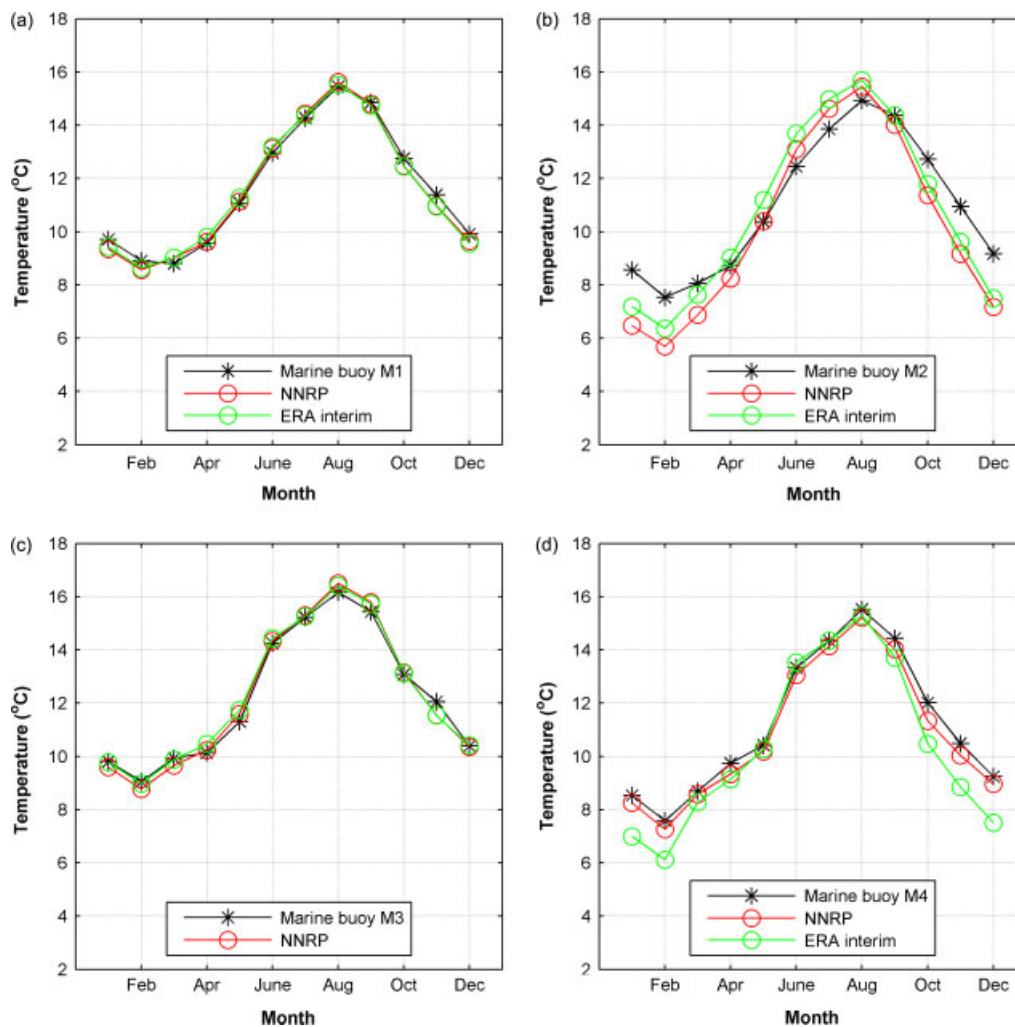 (a)
18
16
14
12
10
8
6
4
2
Temperature (°C)
Marine buoy M1
NNRP
ERA interim
Feb Apr June Aug Oct Dec
Month
(b)
18
16
14
12
10
8
6
4
2
Temperature (°C)
Marine buoy M2
NNRP
ERA interim
Feb Apr June Aug Oct Dec
Month
(c)
18
16
14
12
10
8
6
4
2
Temperature (°C)
Marine buoy M3
NNRP
Feb Apr June Aug Oct Dec
Month
(d)
18
16
14
12
10
8
6
4
2
Temperature (°C)
Marine buoy M4
NNRP
ERA interim
Feb Apr June Aug Oct Dec
Month